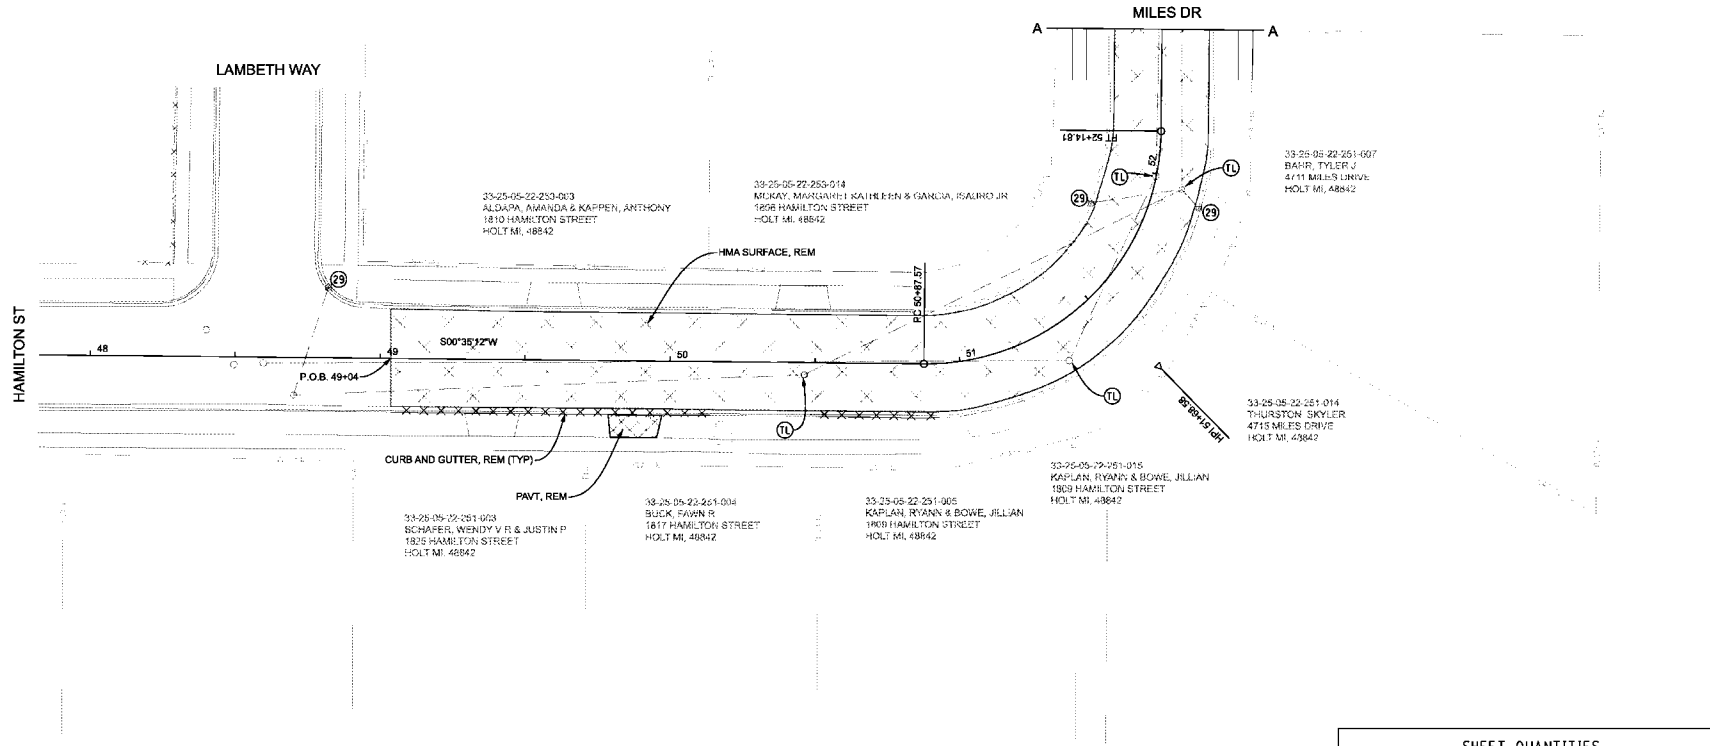 MILES DR
A
A
LAMBETH WAY
PT 52+14.81
52
TL
TL
33-25-05-22-251-007
BAHR, TYLER J
4711 MILES DRIVE
HOLT MI, 48842
33-25-05-22-253-003
ALDAPA, AMANDA & KAPPEN, ANTHONY
1810 HAMILTON STREET
HOLT MI, 48842
33-25-05-22-253-014
MCKAY, MARGARET KATHLEEN & GARCIA, ISAURO JR
1806 HAMILTON STREET
HOLT MI, 48842
29
29
HMA SURFACE, REM
29
PC 50+87.57
HAMILTON ST
48
49
S00°35'12"W
50
51
P.O.B. 49+04
TL
TL
HPI 51+68.58
33-25-05-22-251-014
THURSTON, SKYLER
4715 MILES DRIVE
HOLT MI, 48842
CURB AND GUTTER, REM (TYP)
PAVT, REM
33-25-05-22-251-003
SCHAFER, WENDY V R & JUSTIN P
1825 HAMILTON STREET
HOLT MI, 48842
33-25-05-22-251-004
BUCK, FAWN R
1817 HAMILTON STREET
HOLT MI, 48842
33-25-05-22-251-005
KAPLAN, RYANN & BOWE, JILLIAN
1809 HAMILTON STREET
HOLT MI, 48842
33-25-05-22-251-015
KAPLAN, RYANN & BOWE, JILLIAN
1809 HAMILTON STREET
HOLT MI, 48842
SHEET QUANTITIES